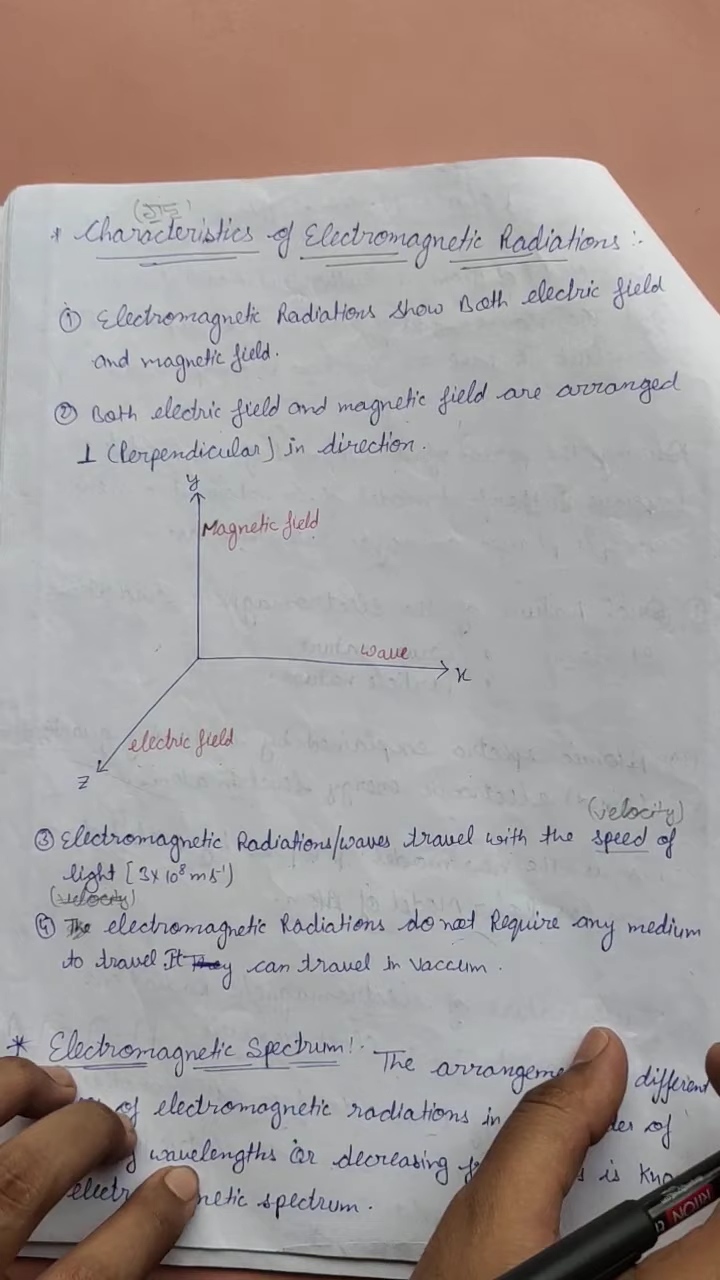 (गुण)
* Characteristics of Electromagnetic Radiations :-
① Electromagnetic Radiations show Both electric field
and magnetic field.
② Both electric field and magnetic field are arranged
⊥ (Perpendicular) in direction.
y
Magnetic field
wave
x
electric field
z
(velocity)
③ Electromagnetic Radiations/waves travel with the speed of
light [3×10⁸ ms⁻¹)
(velocity)
④ The electromagnetic Radiations do not Require any medium
to travel. It can travel in vaccum.
* Electromagnetic Spectrum:- The different
of electromagnetic radiations in of
wavelengths or decreasing is
netic spectrum.